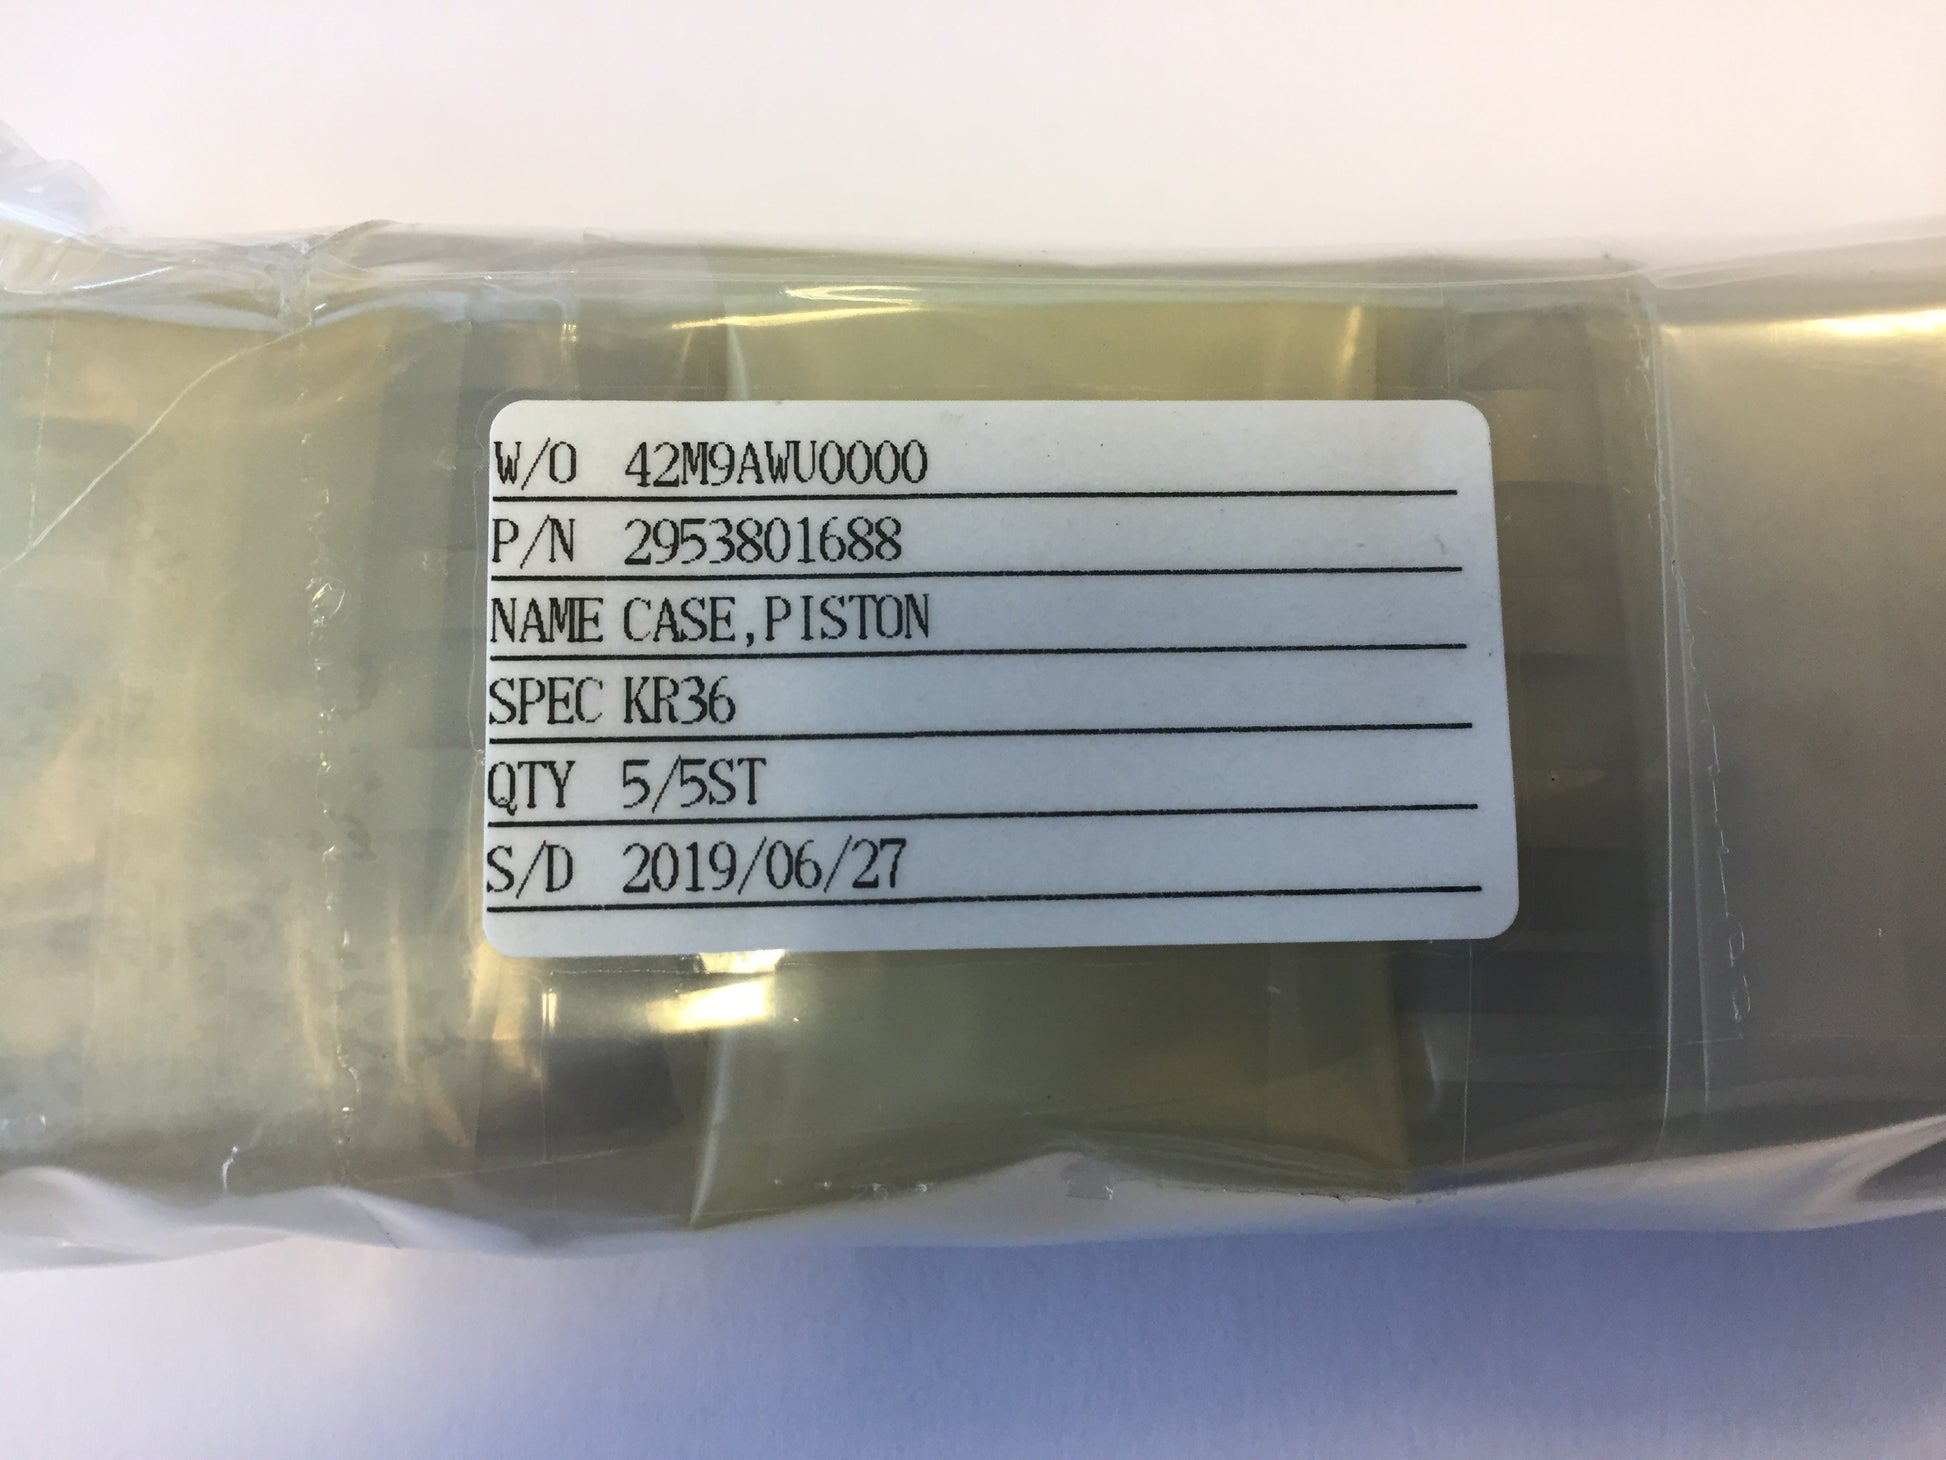 W/O 42M9AWU0000
P/N 2953801688
NAME CASE,PISTON
SPEC KR36
QTY 5/5ST
S/D 2019/06/27